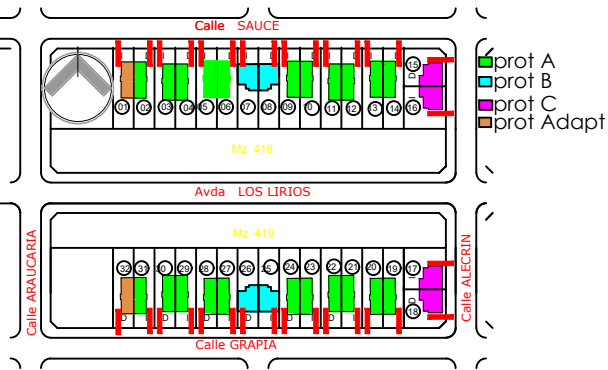 Calle SAUCE
prot A
prot B
prot C
prot Adapt
15
D
I
16
01 02 03 04 05 06 07 08 09 10 11 12 13 14
Mz 418
Avda LOS LIRIOS
Mz 419
Calle ARAUCARIA
Calle ALECRIN
32 31 30 29 28 27 26 25 24 23 22 21 20 19 17
I
D
18
Calle GRAPIA